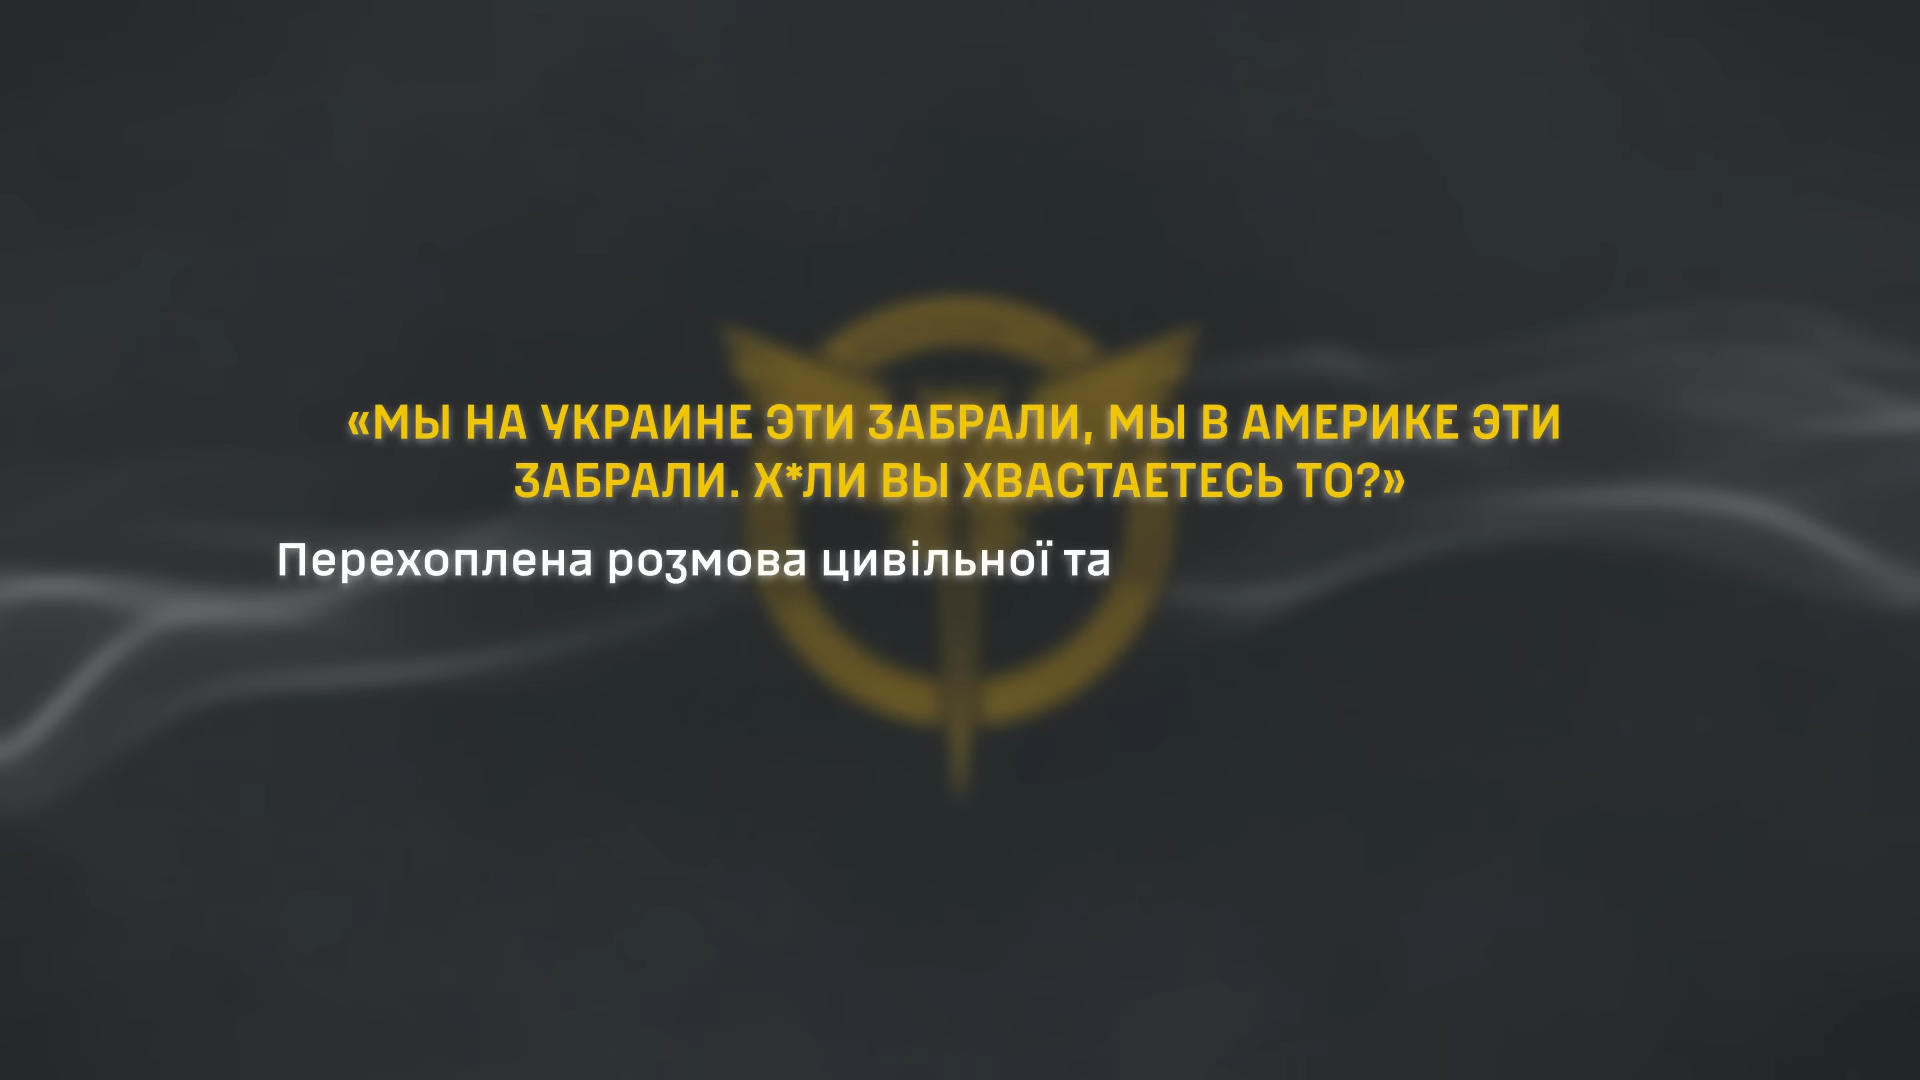 «МЫ НА УКРАИНЕ ЭТИ ЗАБРАЛИ, МЫ В АМЕРИКЕ ЭТИ
ЗАБРАЛИ. Х*ЛИ ВЫ ХВАСТАЕТЕСЬ ТО?»
Перехоплена розмова цивільної та